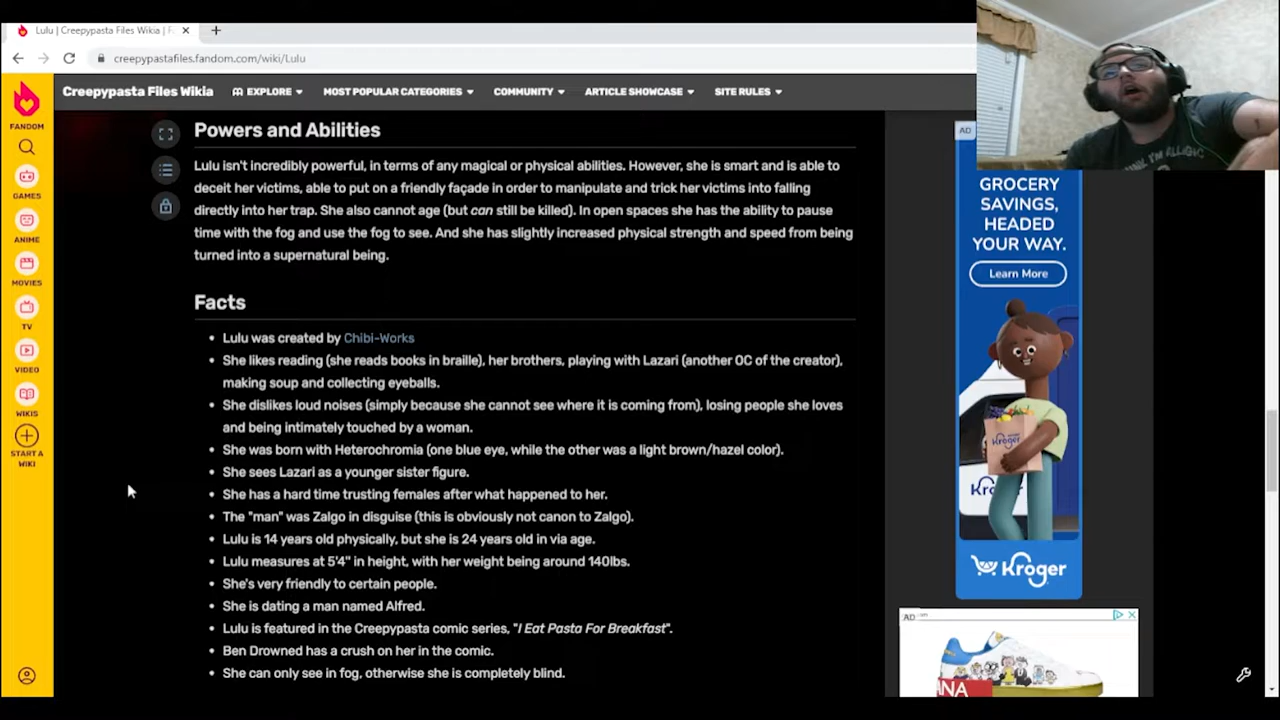 Lulu | Creepypasta Files Wikia | F
creepypastafiles.fandom.com/wiki/Lulu
FANDOM
GAMES
ANIME
MOVIES
TV
VIDEO
WIKIS
START A
WIKI
Creepypasta Files Wikia
EXPLORE
MOST POPULAR CATEGORIES
COMMUNITY
ARTICLE SHOWCASE
SITE RULES
Powers and Abilities
Lulu isn't incredibly powerful, in terms of any magical or physical abilities. However, she is smart and is able to
deceit her victims, able to put on a friendly façade in order to manipulate and trick her victims into falling
directly into her trap. She also cannot age (but can still be killed). In open spaces she has the ability to pause
time with the fog and use the fog to see. And she has slightly increased physical strength and speed from being
turned into a supernatural being.
Facts
• Lulu was created by Chibi-Works
• She likes reading (she reads books in braille), her brothers, playing with Lazari (another OC of the creator),
making soup and collecting eyeballs.
• She dislikes loud noises (simply because she cannot see where it is coming from), losing people she loves
and being intimately touched by a woman.
• She was born with Heterochromia (one blue eye, while the other was a light brown/hazel color).
• She sees Lazari as a younger sister figure.
• She has a hard time trusting females after what happened to her.
• The "man" was Zalgo in disguise (this is obviously not canon to Zalgo).
• Lulu is 14 years old physically, but she is 24 years old in via age.
• Lulu measures at 5'4" in height, with her weight being around 140lbs.
• She's very friendly to certain people.
• She is dating a man named Alfred.
• Lulu is featured in the Creepypasta comic series, "I Eat Pasta For Breakfast".
• Ben Drowned has a crush on her in the comic.
• She can only see in fog, otherwise she is completely blind.
AD
GROCERY
SAVINGS,
HEADED
YOUR WAY.
Learn More
Kroger
Kroger
AD
ANA